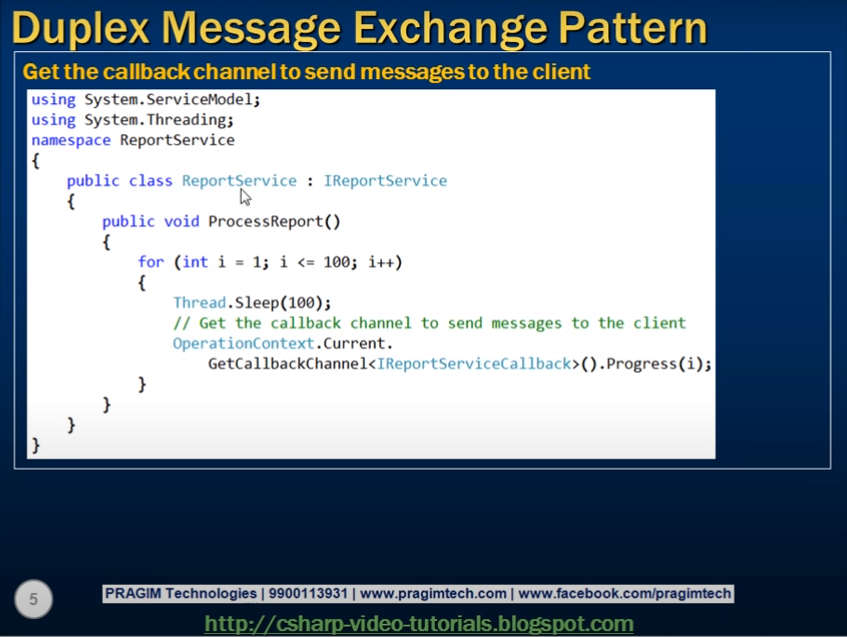 Duplex Message Exchange Pattern
Get the callback channel to send messages to the client
using System.ServiceModel;
using System.Threading;
namespace ReportService
{
    public class ReportService : IReportService
    {
        public void ProcessReport()
        {
            for (int i = 1; i <= 100; i++)
            {
                Thread.Sleep(100);
                // Get the callback channel to send messages to the client
                OperationContext.Current.
                    GetCallbackChannel<IReportServiceCallback>().Progress(i);
            }
        }
    }
}
5
PRAGIM Technologies | 9900113931 | www.pragimtech.com | www.facebook.com/pragimtech
http://csharp-video-tutorials.blogspot.com